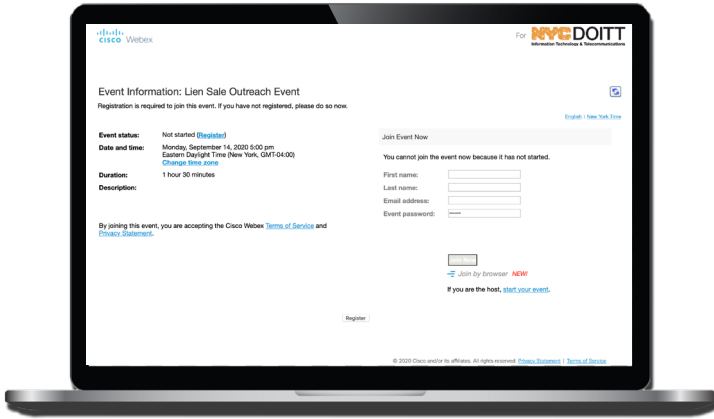 CISCO Webex
For NYC DOITT
Information Technology & Telecommunications
Event Information: Lien Sale Outreach Event
Registration is required to join this event. If you have not registered, please do so now.
English | New York Time
Event status: Not started (Register)
Date and time: Monday, September 14, 2020 5:00 pm
Eastern Daylight Time (New York, GMT-04:00)
Change time zone
Duration: 1 hour 30 minutes
Description:
By joining this event, you are accepting the Cisco Webex Terms of Service and
Privacy Statement.
Join Event Now
You cannot join the event now because it has not started.
First name:
Last name:
Email address:
Event password:
Join Now
Join by browser NEW!
If you are the host, start your event.
Register
© 2020 Cisco and/or its affiliates. All rights reserved. Privacy Statement | Terms of Service